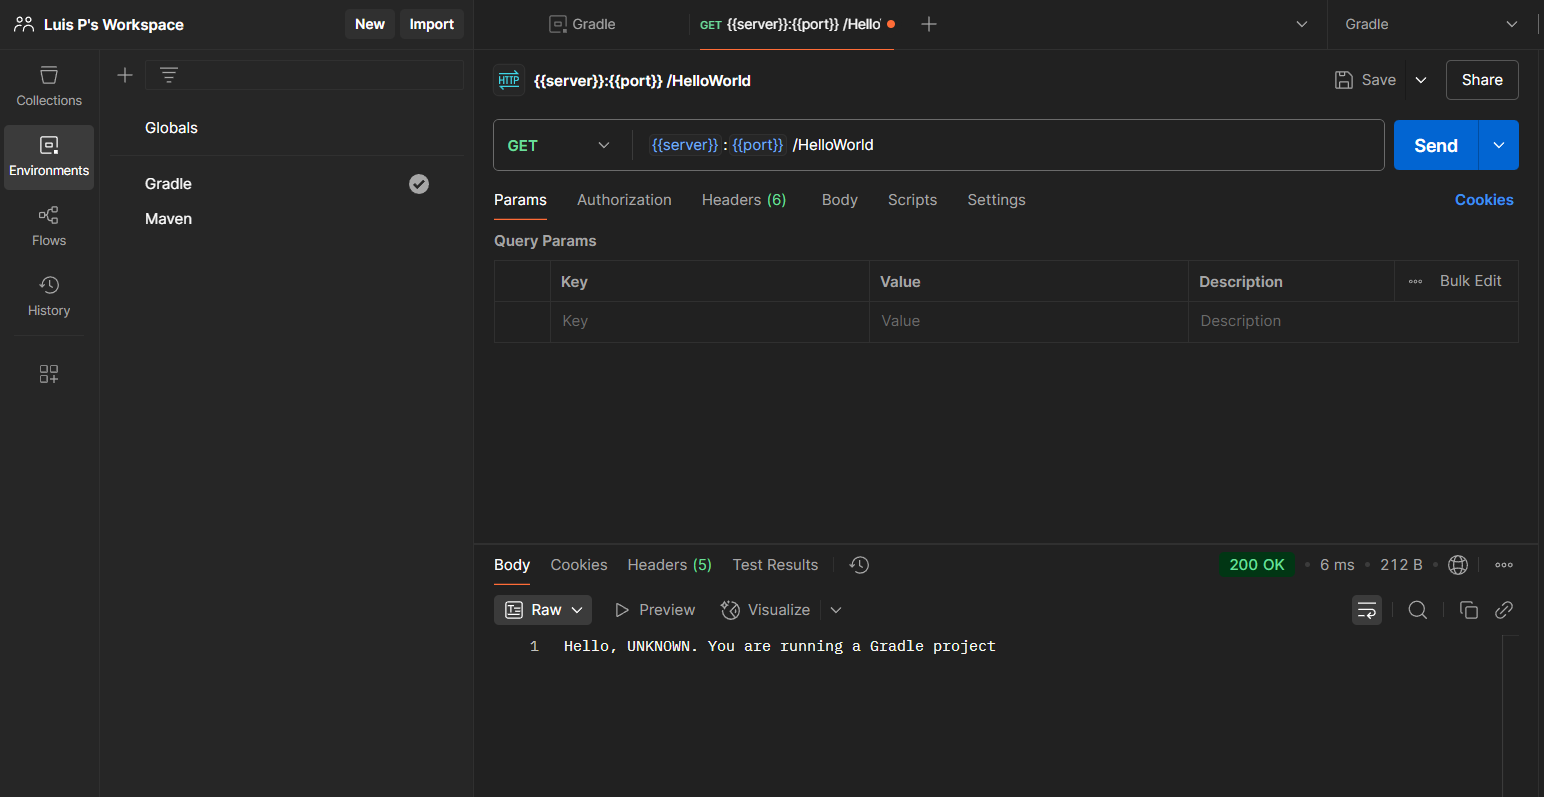 Luis P's Workspace
New
Import
Gradle
GET {{server}}:{{port}} /Hello
Gradle
Collections
Environments
Flows
History
Globals
Gradle
Maven
HTTP
{{server}}:{{port}} /HelloWorld
Save
Share
GET
{{server}} : {{port}} /HelloWorld
Send
Params
Authorization
Headers (6)
Body
Scripts
Settings
Cookies
Query Params
Key
Value
Description
Bulk Edit
Key
Value
Description
Body
Cookies
Headers (5)
Test Results
200 OK
6 ms
212 B
Raw
Preview
Visualize
1 Hello, UNKNOWN. You are running a Gradle project